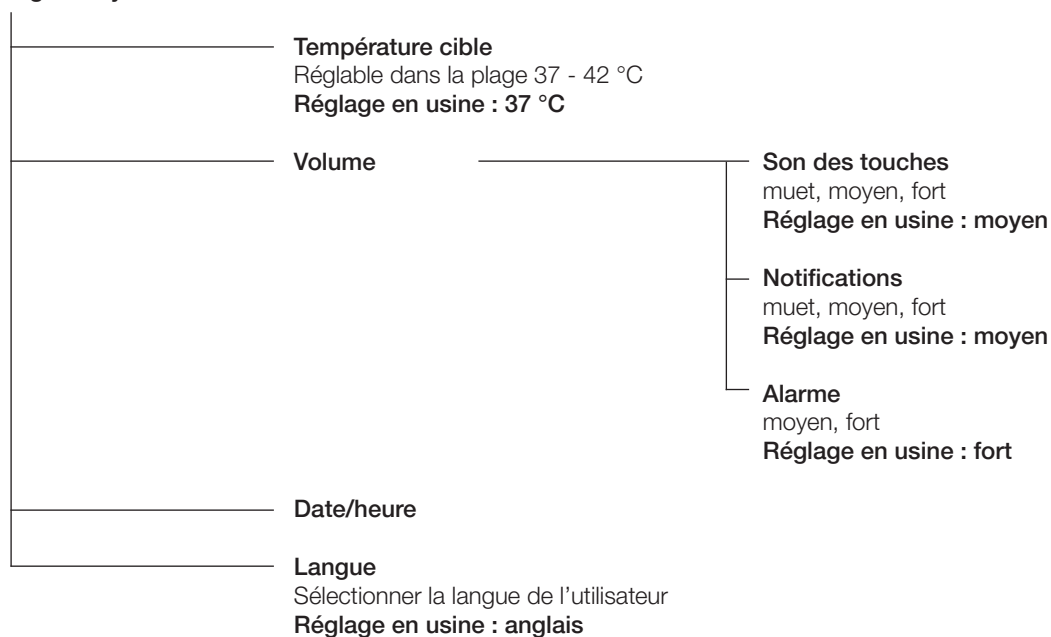 Température cible
Réglable dans la plage 37 - 42 °C
Réglage en usine : 37 °C
Volume
Son des touches
muet, moyen, fort
Réglage en usine : moyen
Notifications
muet, moyen, fort
Réglage en usine : moyen
Alarme
moyen, fort
Réglage en usine : fort
Date/heure
Langue
Sélectionner la langue de l’utilisateur
Réglage en usine : anglais